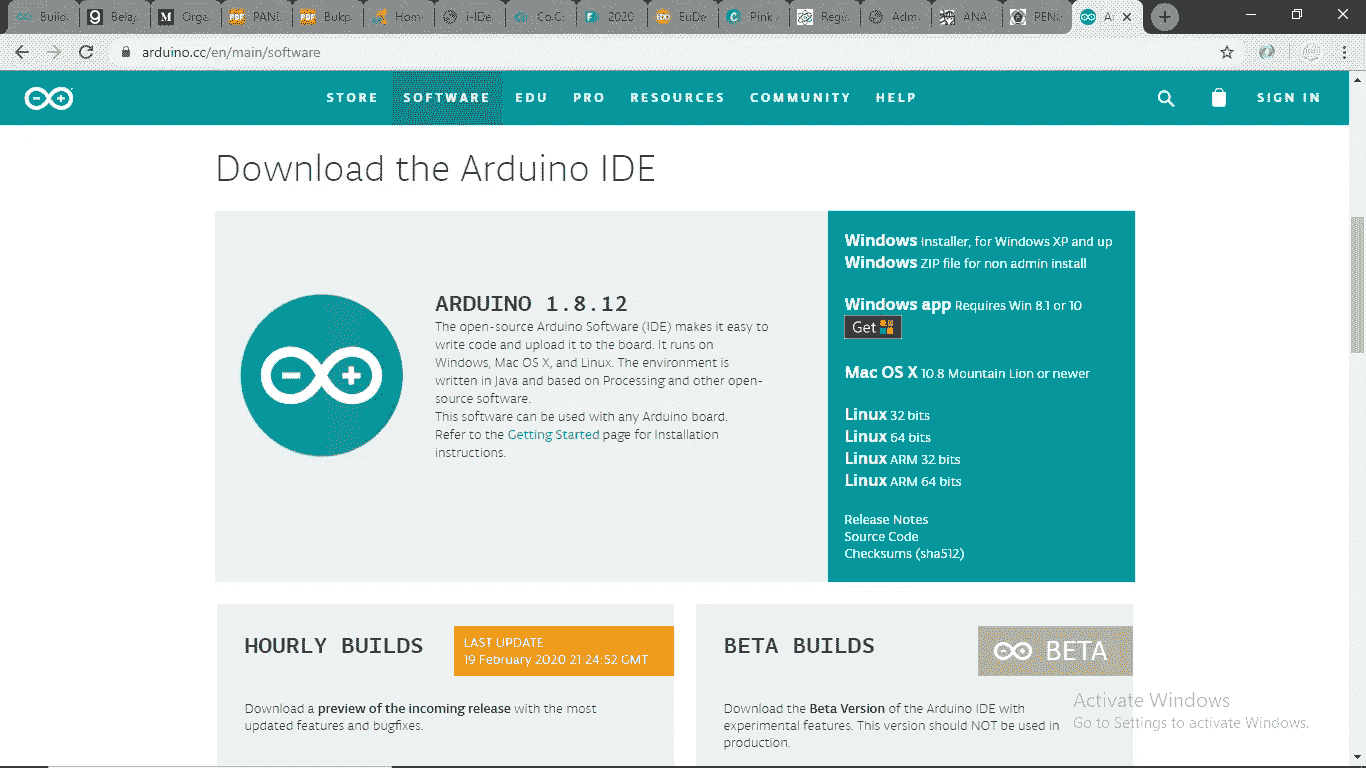 Build
Belaj
M
Orga
PDF PANI
PDF Bukp
Hom
i-IDe
Co.C
2020
EuDe
Pink
Regis
Adm
ANA
PEN
A
arduino.cc/en/main/software
STORE SOFTWARE EDU PRO RESOURCES COMMUNITY HELP SIGN IN
Download the Arduino IDE
ARDUINO 1.8.12
The open-source Arduino Software (IDE) makes it easy to
write code and upload it to the board. It runs on
Windows, Mac OS X, and Linux. The environment is
written in Java and based on Processing and other open-
source software.
This software can be used with any Arduino board.
Refer to the Getting Started page for Installation
instructions.
Windows Installer, for Windows XP and up
Windows ZIP file for non admin install
Windows app Requires Win 8.1 or 10
Get
Mac OS X 10.8 Mountain Lion or newer
Linux 32 bits
Linux 64 bits
Linux ARM 32 bits
Linux ARM 64 bits
Release Notes
Source Code
Checksums (sha512)
HOURLY BUILDS
LAST UPDATE
19 February 2020 21:24:52 GMT
Download a preview of the incoming release with the most
updated features and bugfixes.
BETA BUILDS
BETA
Download the Beta Version of the Arduino IDE with
experimental features. This version should NOT be used in
production.
Activate Windows
Go to Settings to activate Windows.